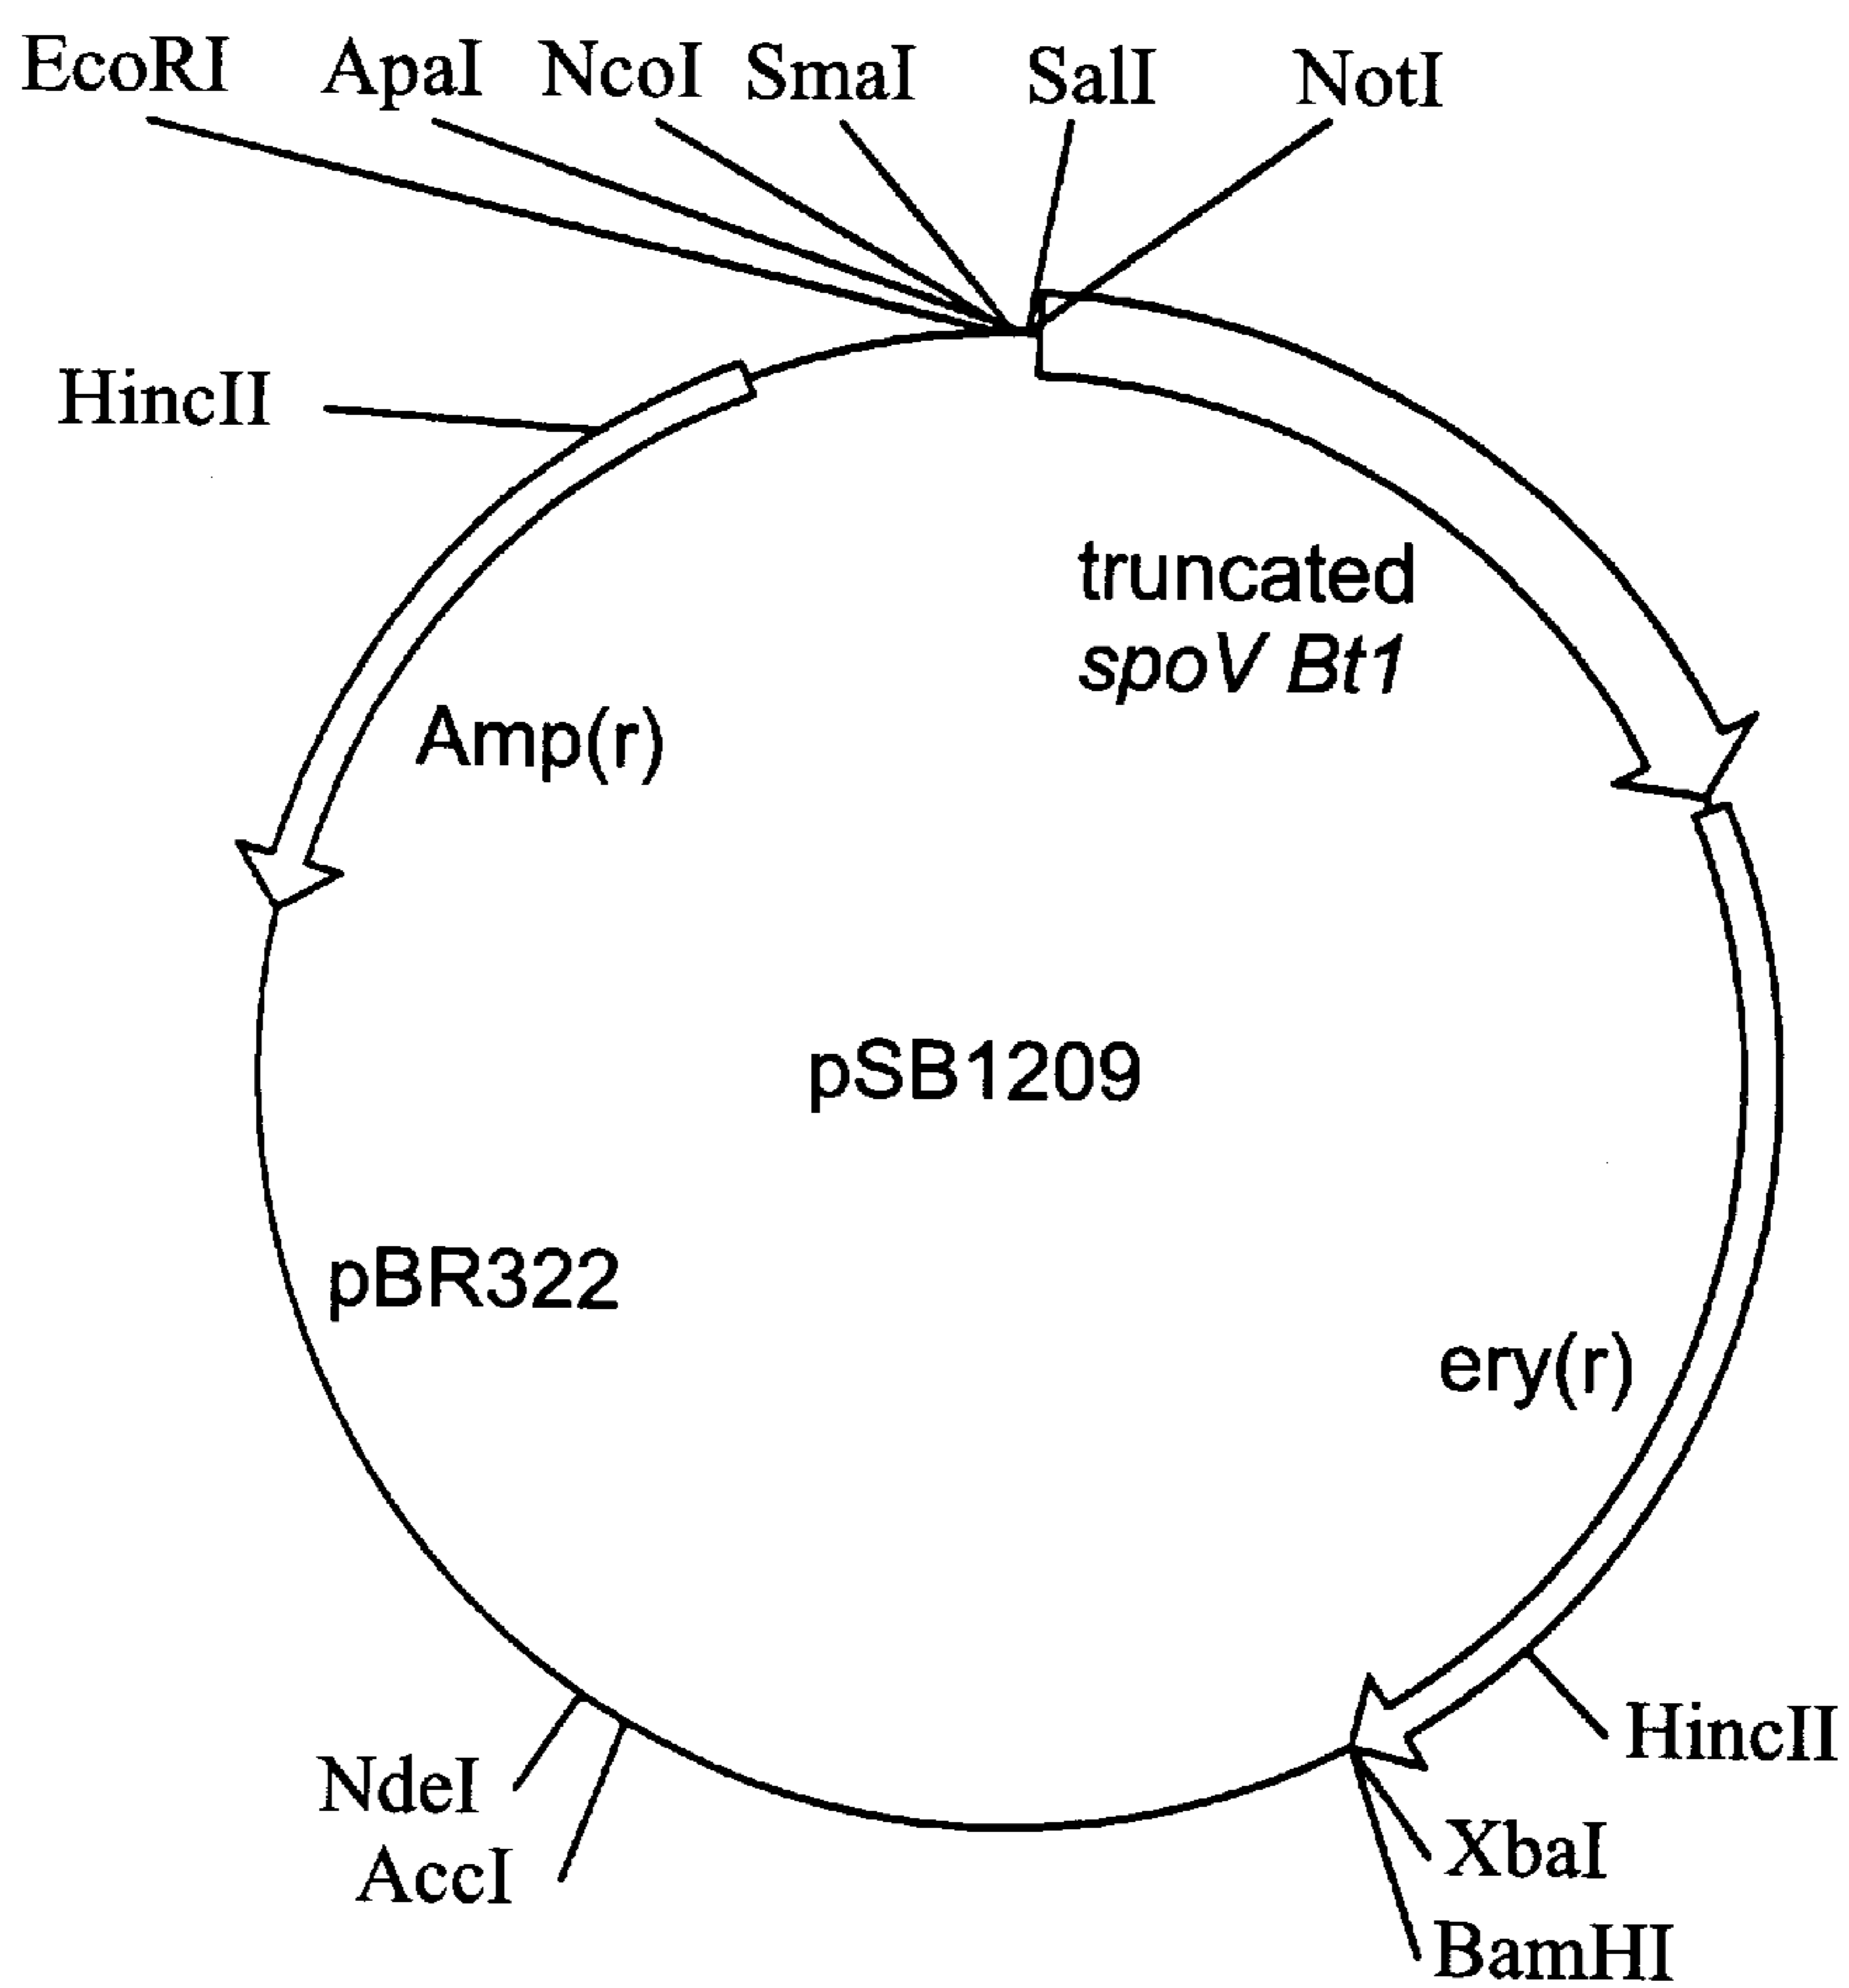 EcoRI ApaI NcoI SmaI SalI NotI
HincII
truncated
spoV Bt1
Amp(r)
pSB1209
pBR322
ery(r)
HincII
NdeI
XbaI
AccI
BamHI